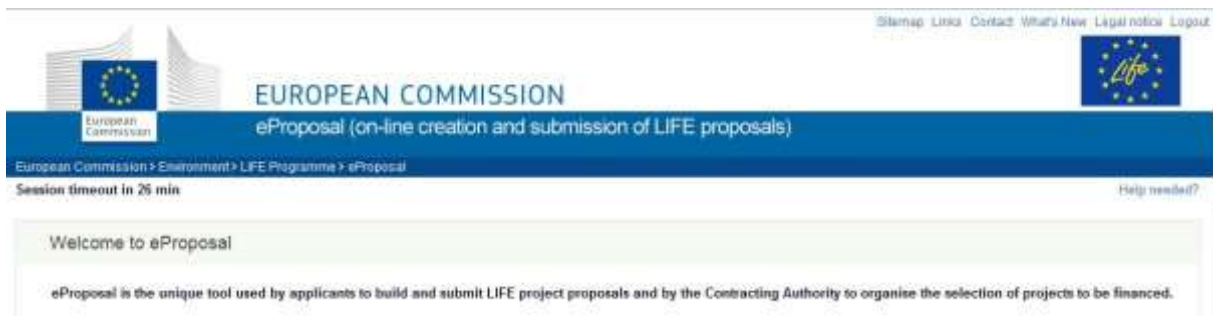 Sitemap Links Contact What's New Legal notice Logout
Life
EUROPEAN COMMISSION
European
Commission
eProposal (on-line creation and submission of LIFE proposals)
European Commission > Environment > LIFE Programme > eProposal
Session timeout in 26 min
Help needed?
Welcome to eProposal
eProposal is the unique tool used by applicants to build and submit LIFE project proposals and by the Contracting Authority to organise the selection of projects to be financed.